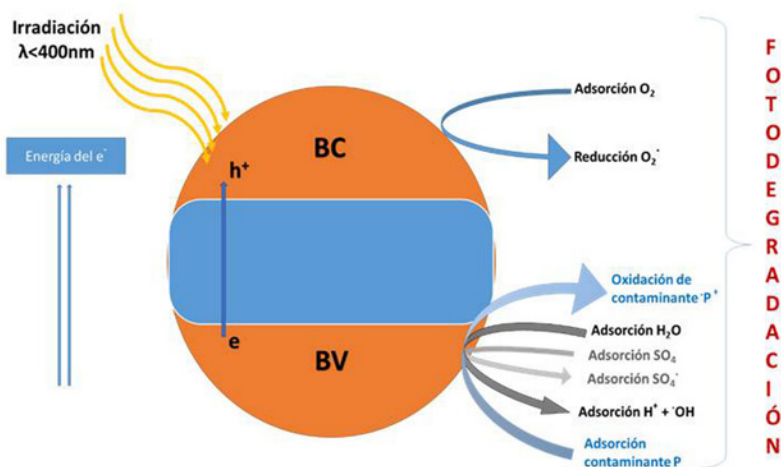 Irradiación
λ<400nm
Energía del e⁻
BC
h⁺
e
BV
Adsorción O₂
Reducción O₂˙
Oxidación de
contaminante ˙P⁺
Adsorción H₂O
Adsorción SO₄
Adsorción SO₄˙
Adsorción H⁺ + ˙OH
Adsorción
contaminante P
FOTODEGRADACIÓN